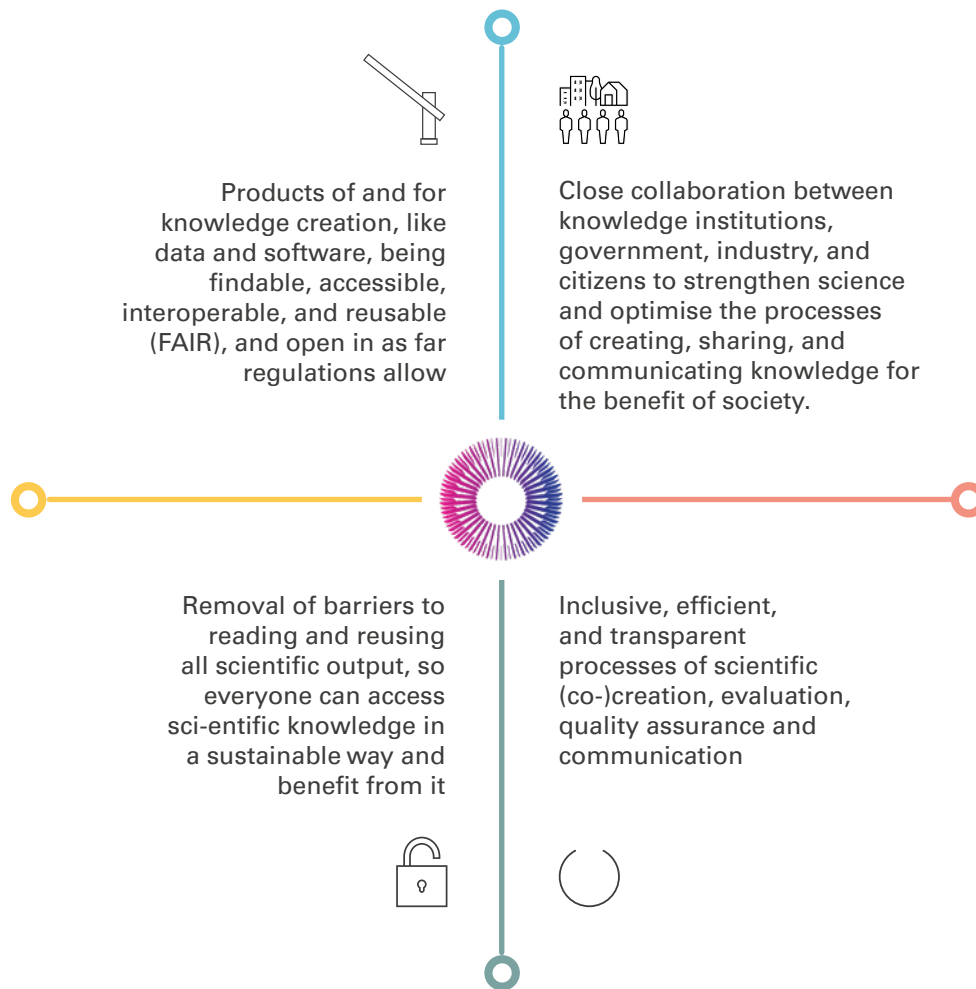 Products of and for
knowledge creation, like
data and software, being
findable, accessible,
interoperable, and reusable
(FAIR), and open in as far
regulations allow
Close collaboration between
knowledge institutions,
government, industry, and
citizens to strengthen science
and optimise the processes
of creating, sharing, and
communicating knowledge for
the benefit of society.
Removal of barriers to
reading and reusing
all scientific output, so
everyone can access
sci-entific knowledge in
a sustainable way and
benefit from it
Inclusive, efficient,
and transparent
processes of scientific
(co-)creation, evaluation,
quality assurance and
communication